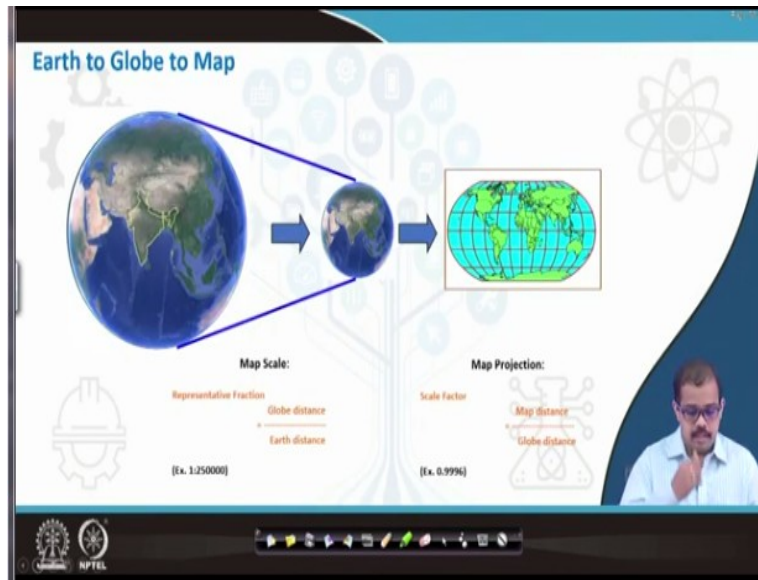 Earth to Globe to Map
Map Scale:
Representative Fraction
= Globe distance
Earth distance
(Ex. 1:250000)
Map Projection:
Scale Factor
= Map distance
Globe distance
(Ex. 0.9996)
NPTEL